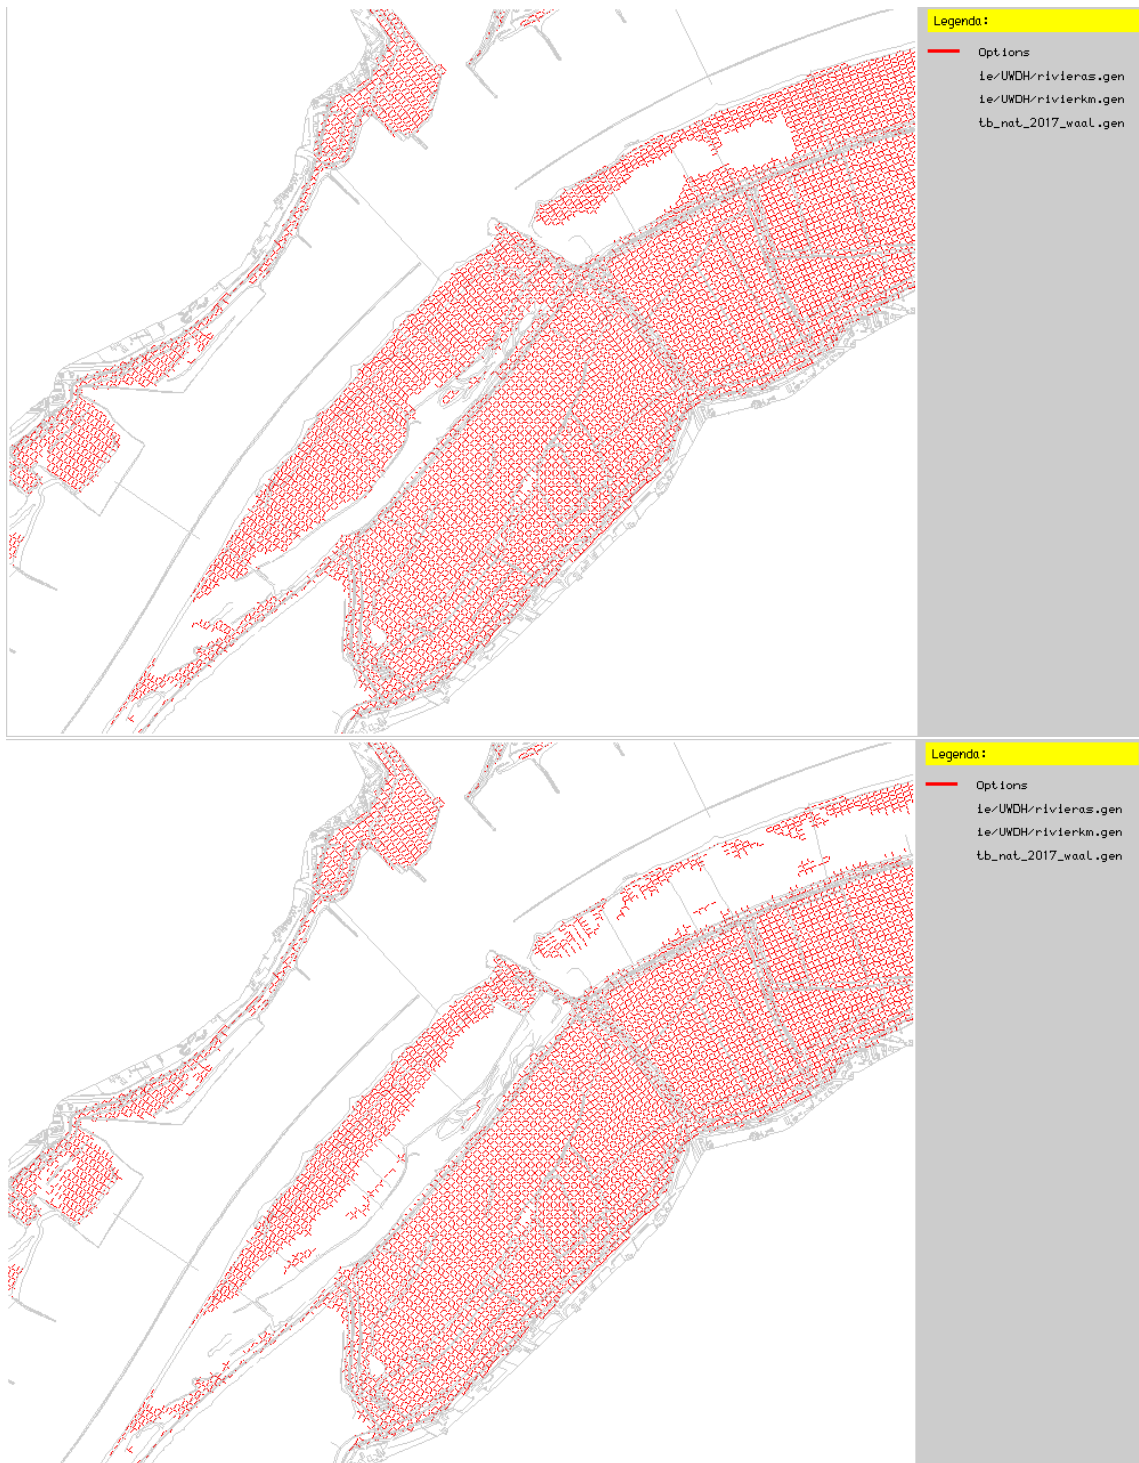 Legenda:
Options
ie/UWDH/rivieras.gen
ie/UWDH/rivierkm.gen
tb_nat_2017_waal.gen
Legenda:
Options
ie/UWDH/rivieras.gen
ie/UWDH/rivierkm.gen
tb_nat_2017_waal.gen